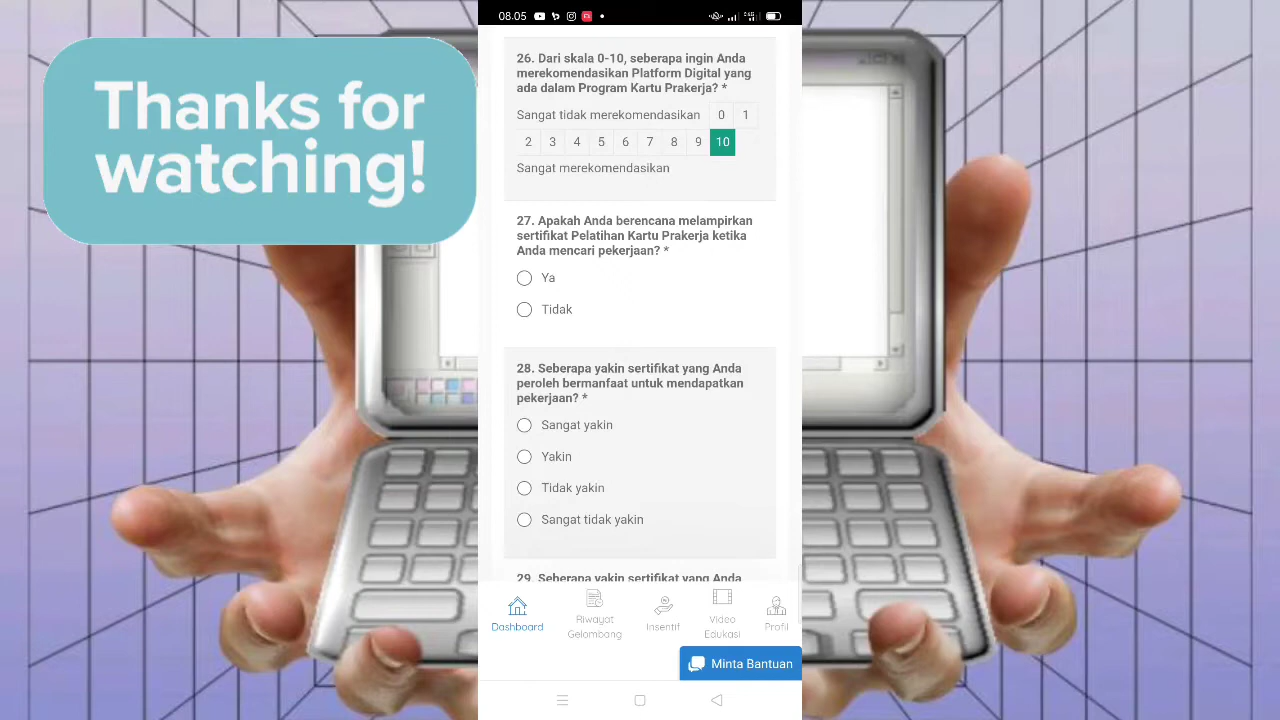 Thanks for
watching!
08.05
26. Dari skala 0-10, seberapa ingin Anda
merekomendasikan Platform Digital yang
ada dalam Program Kartu Prakerja? *
Sangat tidak merekomendasikan 0 1
2 3 4 5 6 7 8 9 10
Sangat merekomendasikan
27. Apakah Anda berencana melampirkan
sertifikat Pelatihan Kartu Prakerja ketika
Anda mencari pekerjaan? *
Ya
Tidak
28. Seberapa yakin sertifikat yang Anda
peroleh bermanfaat untuk mendapatkan
pekerjaan? *
Sangat yakin
Yakin
Tidak yakin
Sangat tidak yakin
29. Seberapa yakin sertifikat yang Anda
Dashboard
Riwayat
Gelombang
Insentif
Video
Edukasi
Profil
Minta Bantuan